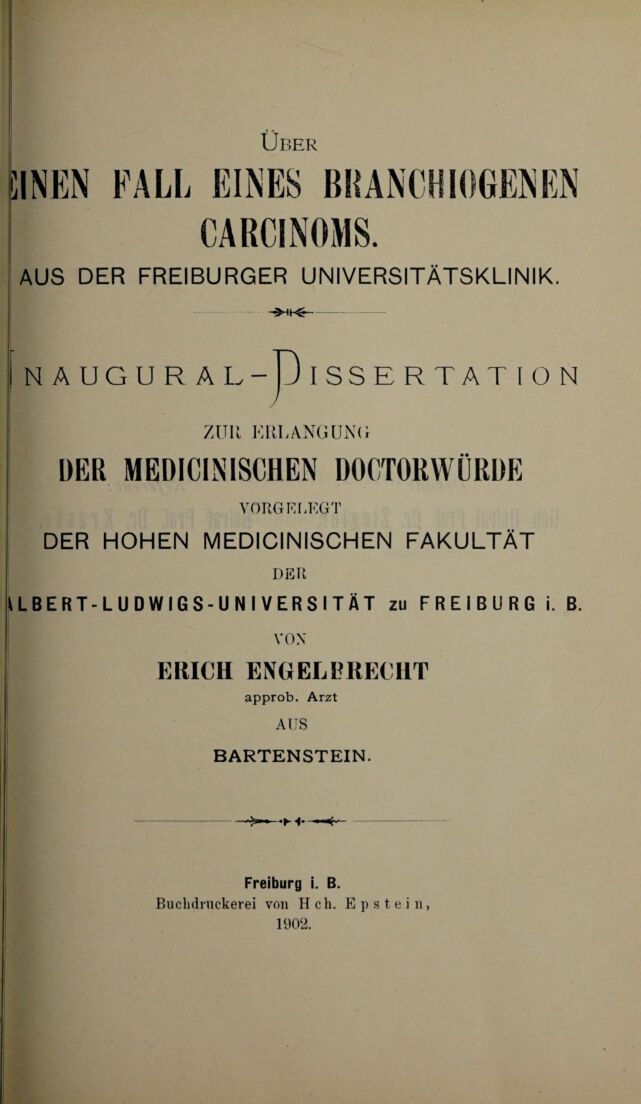 Über
EINEN FALL EINES BRANCHIOGENEN
CARCINOMS.
AUS DER FREIBURGER UNIVERSITÄTSKLINIK.
INAUGURAL-DISSERTATION
ZUR ERLANGUNG
DER MEDICINISCHEN DOCTORWÜRDE
VORGELEGT
DER HOHEN MEDICINISCHEN FAKULTÄT
DER
ALBERT-LUDWIGS-UNIVERSITÄT zu FREIBURG i. B.
VON
ERICH ENGELBRECHT
approb. Arzt
AUS
BARTENSTEIN.
Freiburg i. B.
Buchdruckerei von Hch. Epstein,
1902.